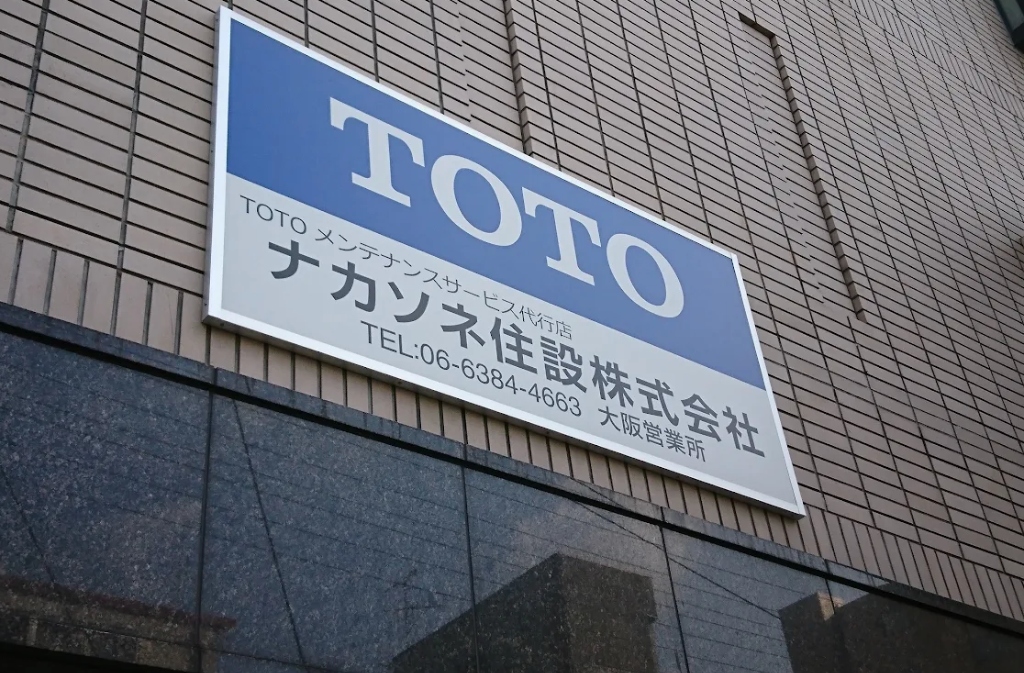 TOTO
TOTO メンテナンスサービス代行店
ナカソネ住設株式会社
TEL:06-6384-4663 大阪営業所